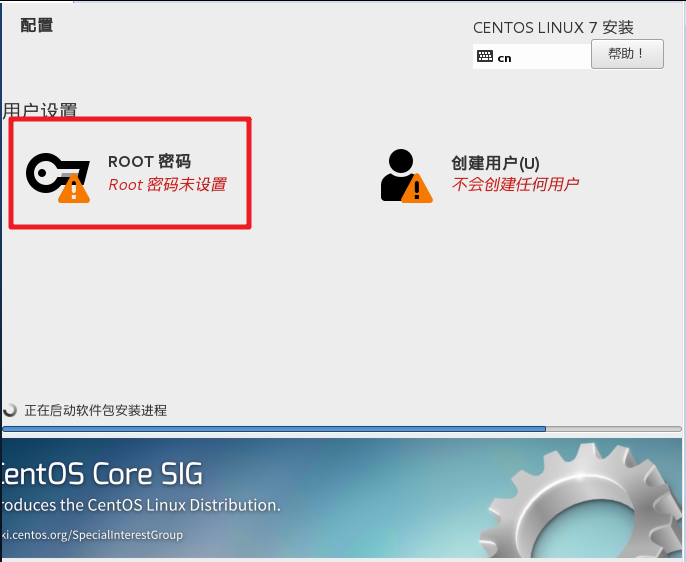 配置
CENTOS LINUX 7 安装
cn
帮助！
用户设置
ROOT 密码
Root 密码未设置
创建用户(U)
不会创建任何用户
正在启动软件包安装进程
CentOS Core SIG
roduces the CentOS Linux Distribution.
ki.centos.org/SpecialInterestGroup